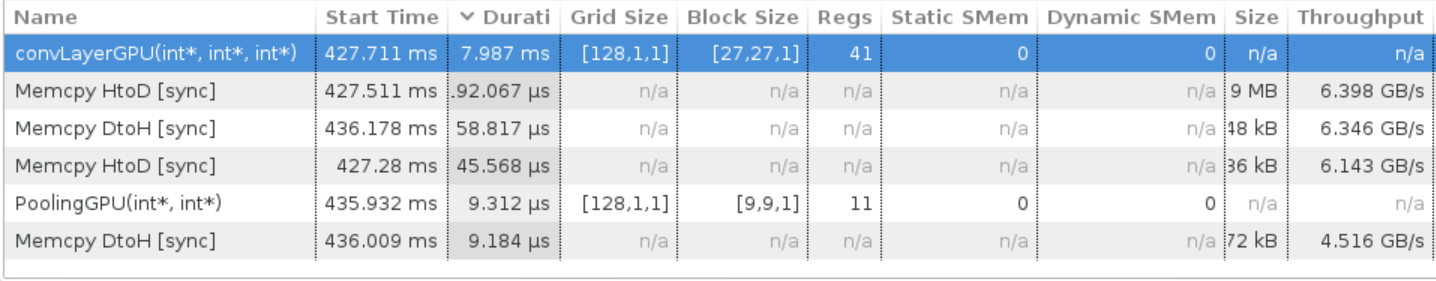 Name Start Time Durati Grid Size Block Size Regs Static SMem Dynamic SMem Size Throughput
convLayerGPU(int*, int*, int*) 427.711 ms 7.987 ms [128,1,1] [27,27,1] 41 0 0 n/a n/a
Memcpy HtoD [sync] 427.511 ms .92.067 µs n/a n/a n/a n/a n/a 9 MB 6.398 GB/s
Memcpy DtoH [sync] 436.178 ms 58.817 µs n/a n/a n/a n/a n/a 48 kB 6.346 GB/s
Memcpy HtoD [sync] 427.28 ms 45.568 µs n/a n/a n/a n/a n/a 36 kB 6.143 GB/s
PoolingGPU(int*, int*) 435.932 ms 9.312 µs [128,1,1] [9,9,1] 11 0 0 n/a n/a
Memcpy DtoH [sync] 436.009 ms 9.184 µs n/a n/a n/a n/a n/a 72 kB 4.516 GB/s